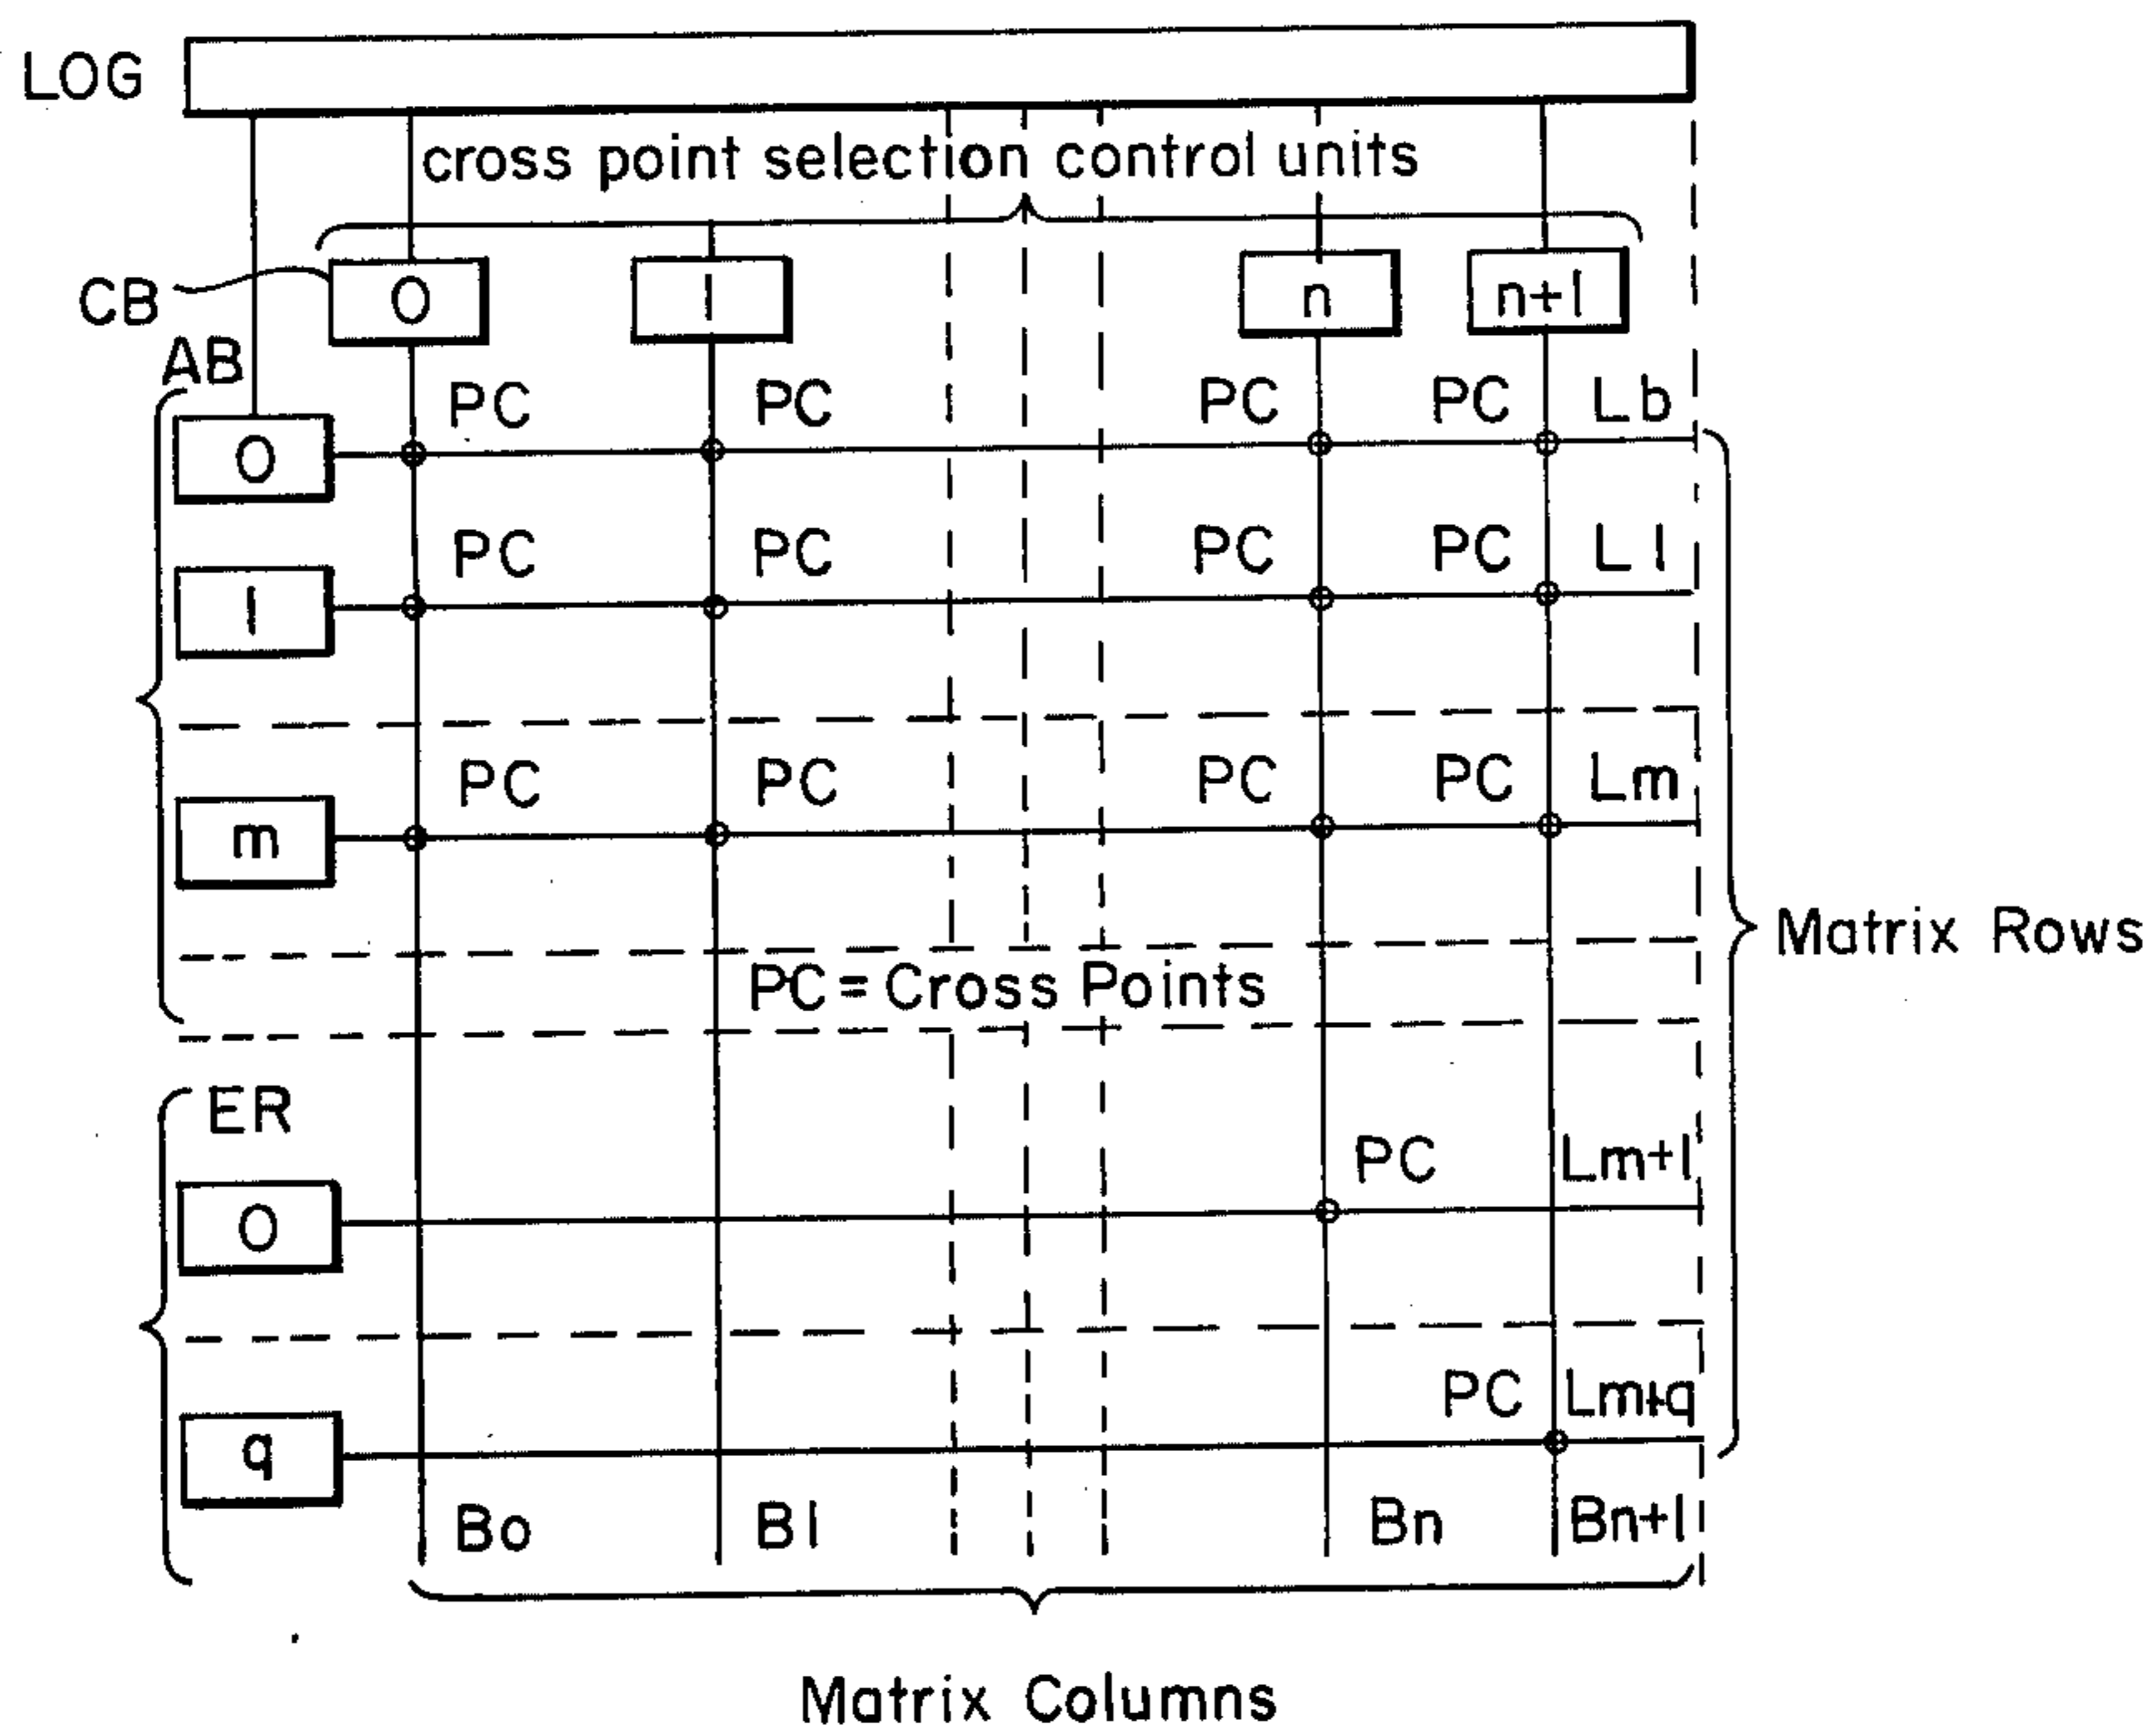 LOG
cross point selection control units
CB
0 1 n n+1
AB
PC PC PC PC Lb
0
PC PC PC PC L1
1
PC PC PC PC Lm
m
Matrix Rows
PC = Cross Points
ER
PC Lm+1
0
PC Lm+q
q
Bo B1 Bn Bn+1
Matrix Columns